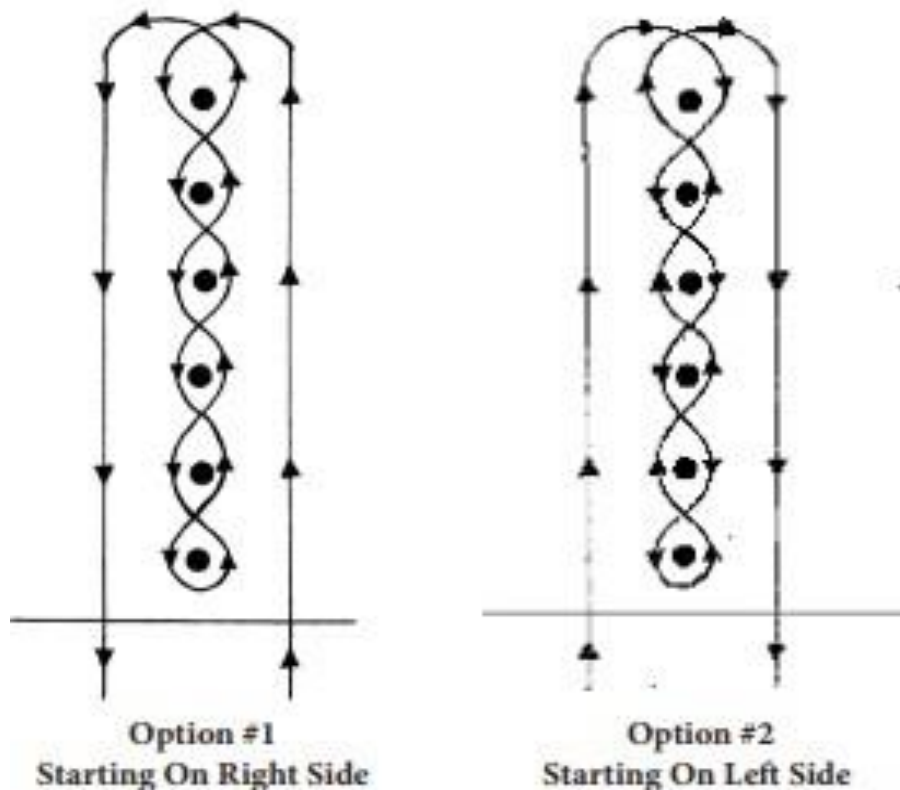 Option #1
Starting On Right Side
Option #2
Starting On Left Side